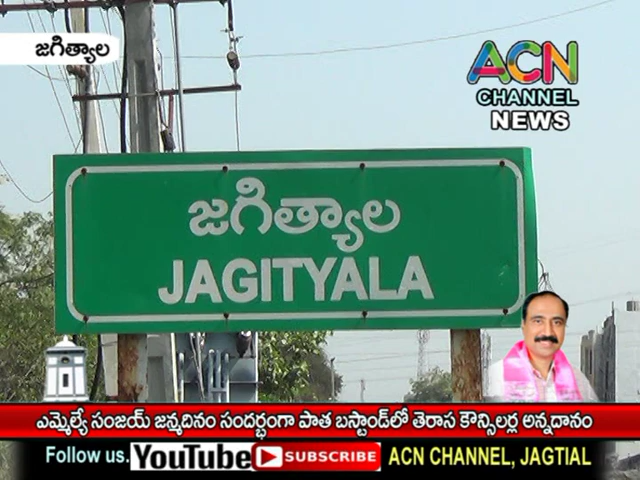 జగిత్యాల
ACN
CHANNEL
NEWS
జగిత్యాల
JAGITYALA
ఎమ్మెల్యే సంజయ్ జన్మదినం సందర్భంగా పాత బస్టాండ్‌లో తెరాస కౌన్సిలర్ల అన్నదానం
Follow us. YouTube SUBSCRIBE ACN CHANNEL, JAGTIAL